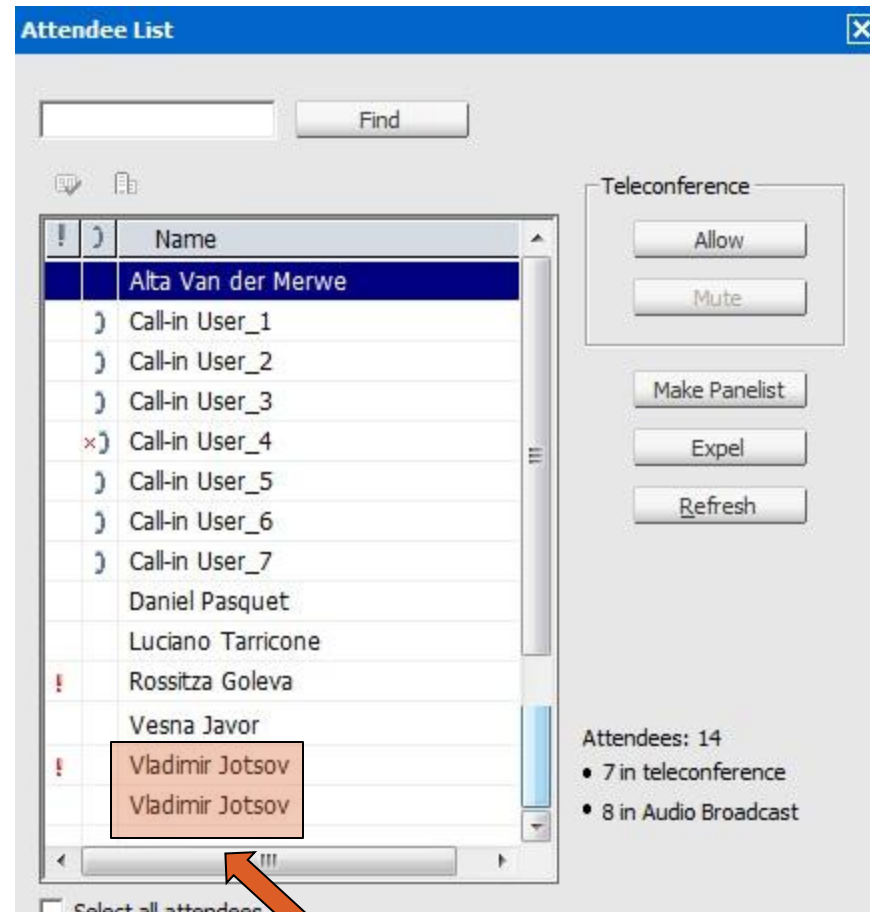 Attendee List
Find
Teleconference
! Name
Allow
Alta Van der Merwe
Mute
Call-in User_1
Call-in User_2
Call-in User_3
Make Panelist
Call-in User_4
Expel
Call-in User_5
Call-in User_6
Refresh
Call-in User_7
Daniel Pasquet
Luciano Tarricone
! Rossitza Goleva
Vesna Javor
Attendees: 14
! Vladimir Jotsov
• 7 in teleconference
Vladimir Jotsov
• 8 in Audio Broadcast
Select all attendees